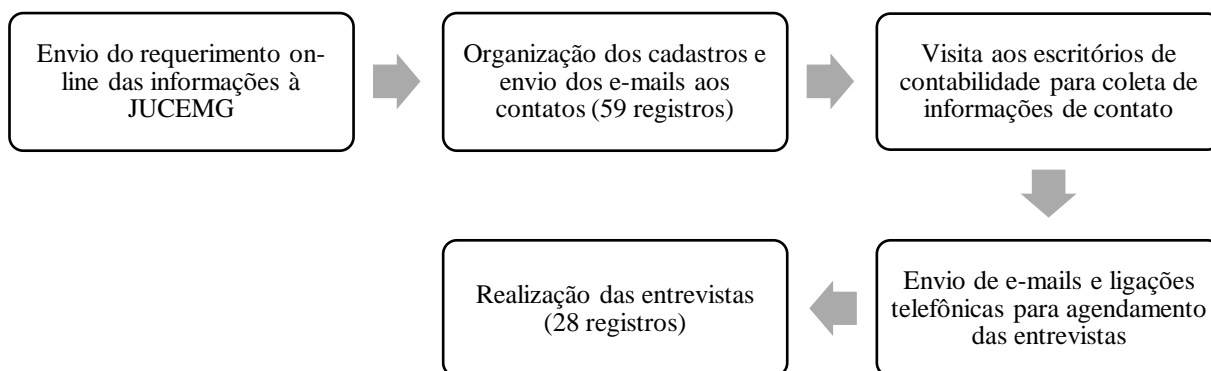 Envio do requerimento on-
line das informações à
JUCEMG
Organização dos cadastros e
envio dos e-mails aos
contatos (59 registros)
Visita aos escritórios de
contabilidade para coleta de
informações de contato
Envio de e-mails e ligações
telefônicas para agendamento
das entrevistas
Realização das entrevistas
(28 registros)